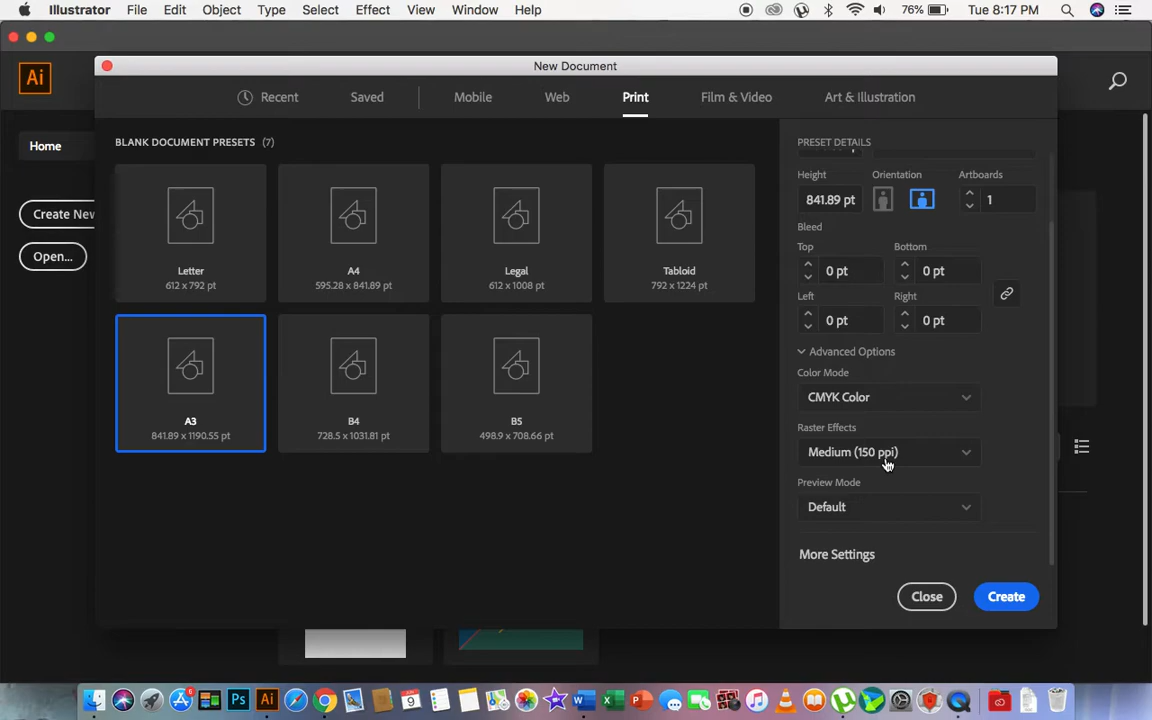 Illustrator File Edit Object Type Select Effect View Window Help 76% Tue 8:17 PM
New Document
Ai
Recent Saved Mobile Web Print Film & Video Art & Illustration
Home
Create New
Open...
BLANK DOCUMENT PRESETS (7)
Letter
612 x 792 pt
A4
595.28 x 841.89 pt
Legal
612 x 1008 pt
Tabloid
792 x 1224 pt
A3
841.89 x 1190.55 pt
B4
728.5 x 1031.81 pt
B5
498.9 x 708.66 pt
PRESET DETAILS
Height Orientation Artboards
841.89 pt 1
Bleed
Top Bottom
0 pt 0 pt
Left Right
0 pt 0 pt
Advanced Options
Color Mode
CMYK Color
Raster Effects
Medium (150 ppi)
Preview Mode
Default
More Settings
Close Create
6 Ps Ai 9